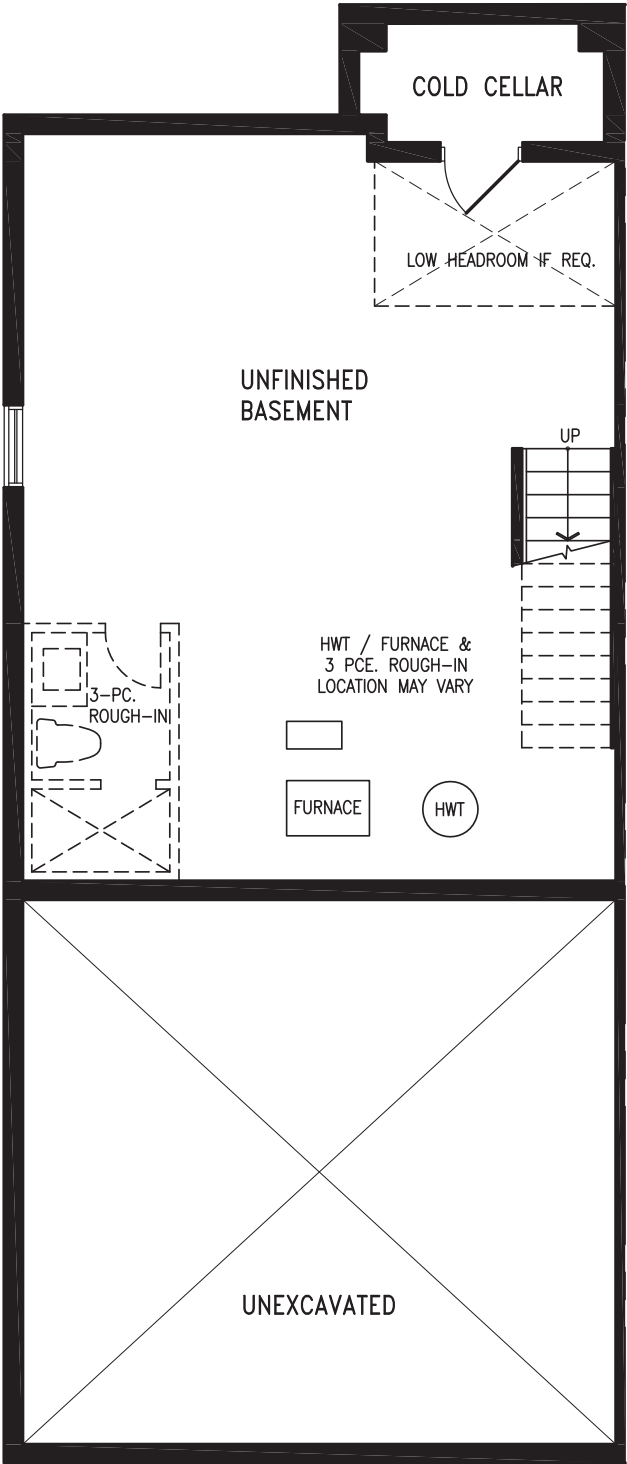 COLD CELLAR
LOW HEADROOM IF REQ.
UNFINISHED
BASEMENT
UP
HWT / FURNACE &
3 PCE. ROUGH-IN
LOCATION MAY VARY
3-PC.
ROUGH-IN
FURNACE
HWT
UNEXCAVATED